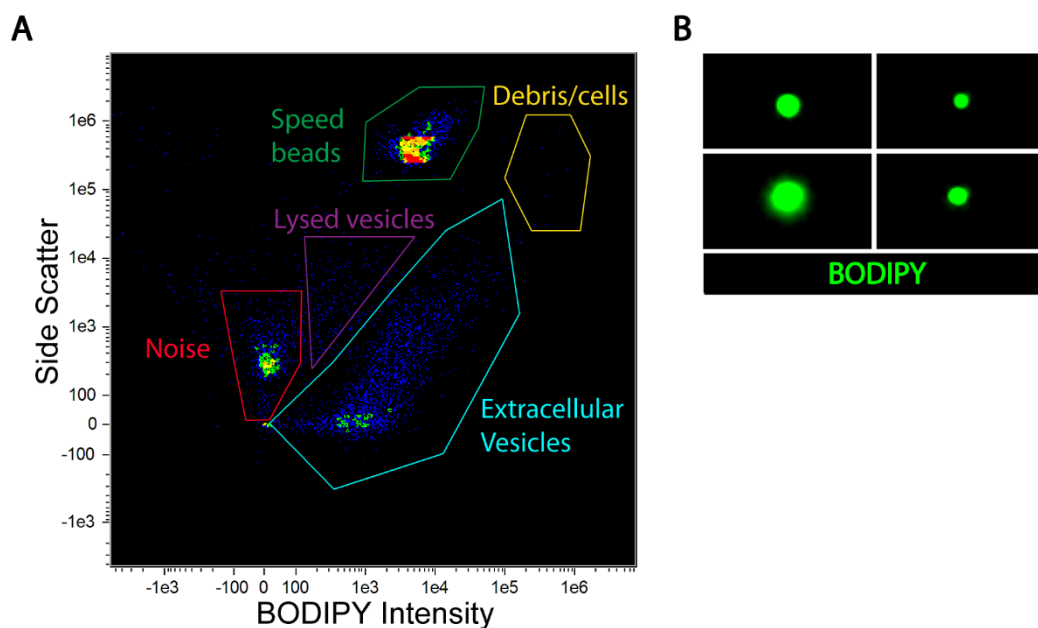 A
B
Speed
beads
Debris/cells
Lysed vesicles
Noise
Extracellular
Vesicles
Side Scatter
1e6
1e5
1e4
1e3
100
0
-100
-1e3
-1e3
-100
0
100
1e3
1e4
1e5
1e6
BODIPY Intensity
BODIPY